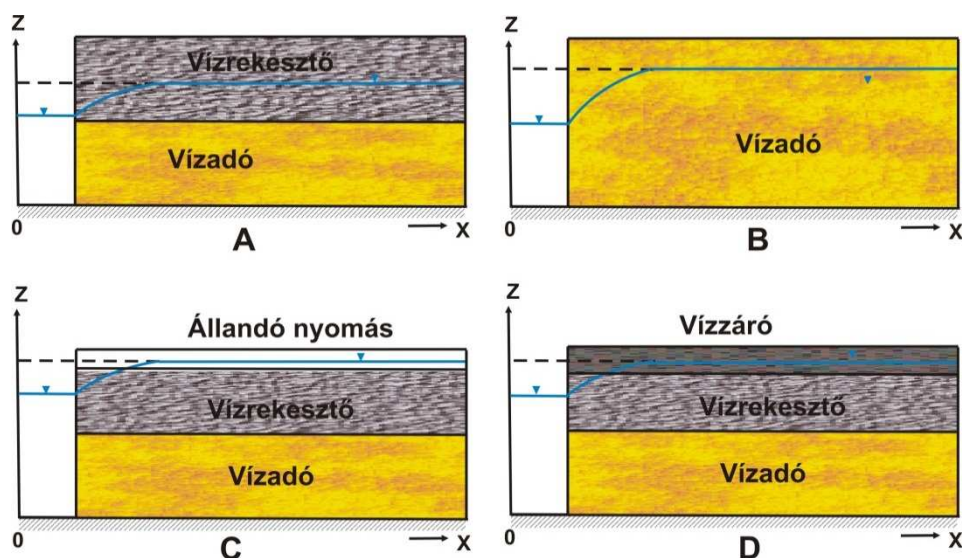 Z
Vízrekesztő
Vízadó
0
X
A
Z
Vízadó
0
X
B
Z
Állandó nyomás
Vízrekesztő
Vízadó
0
X
C
Z
Vízzáró
Vízrekesztő
Vízadó
0
X
D